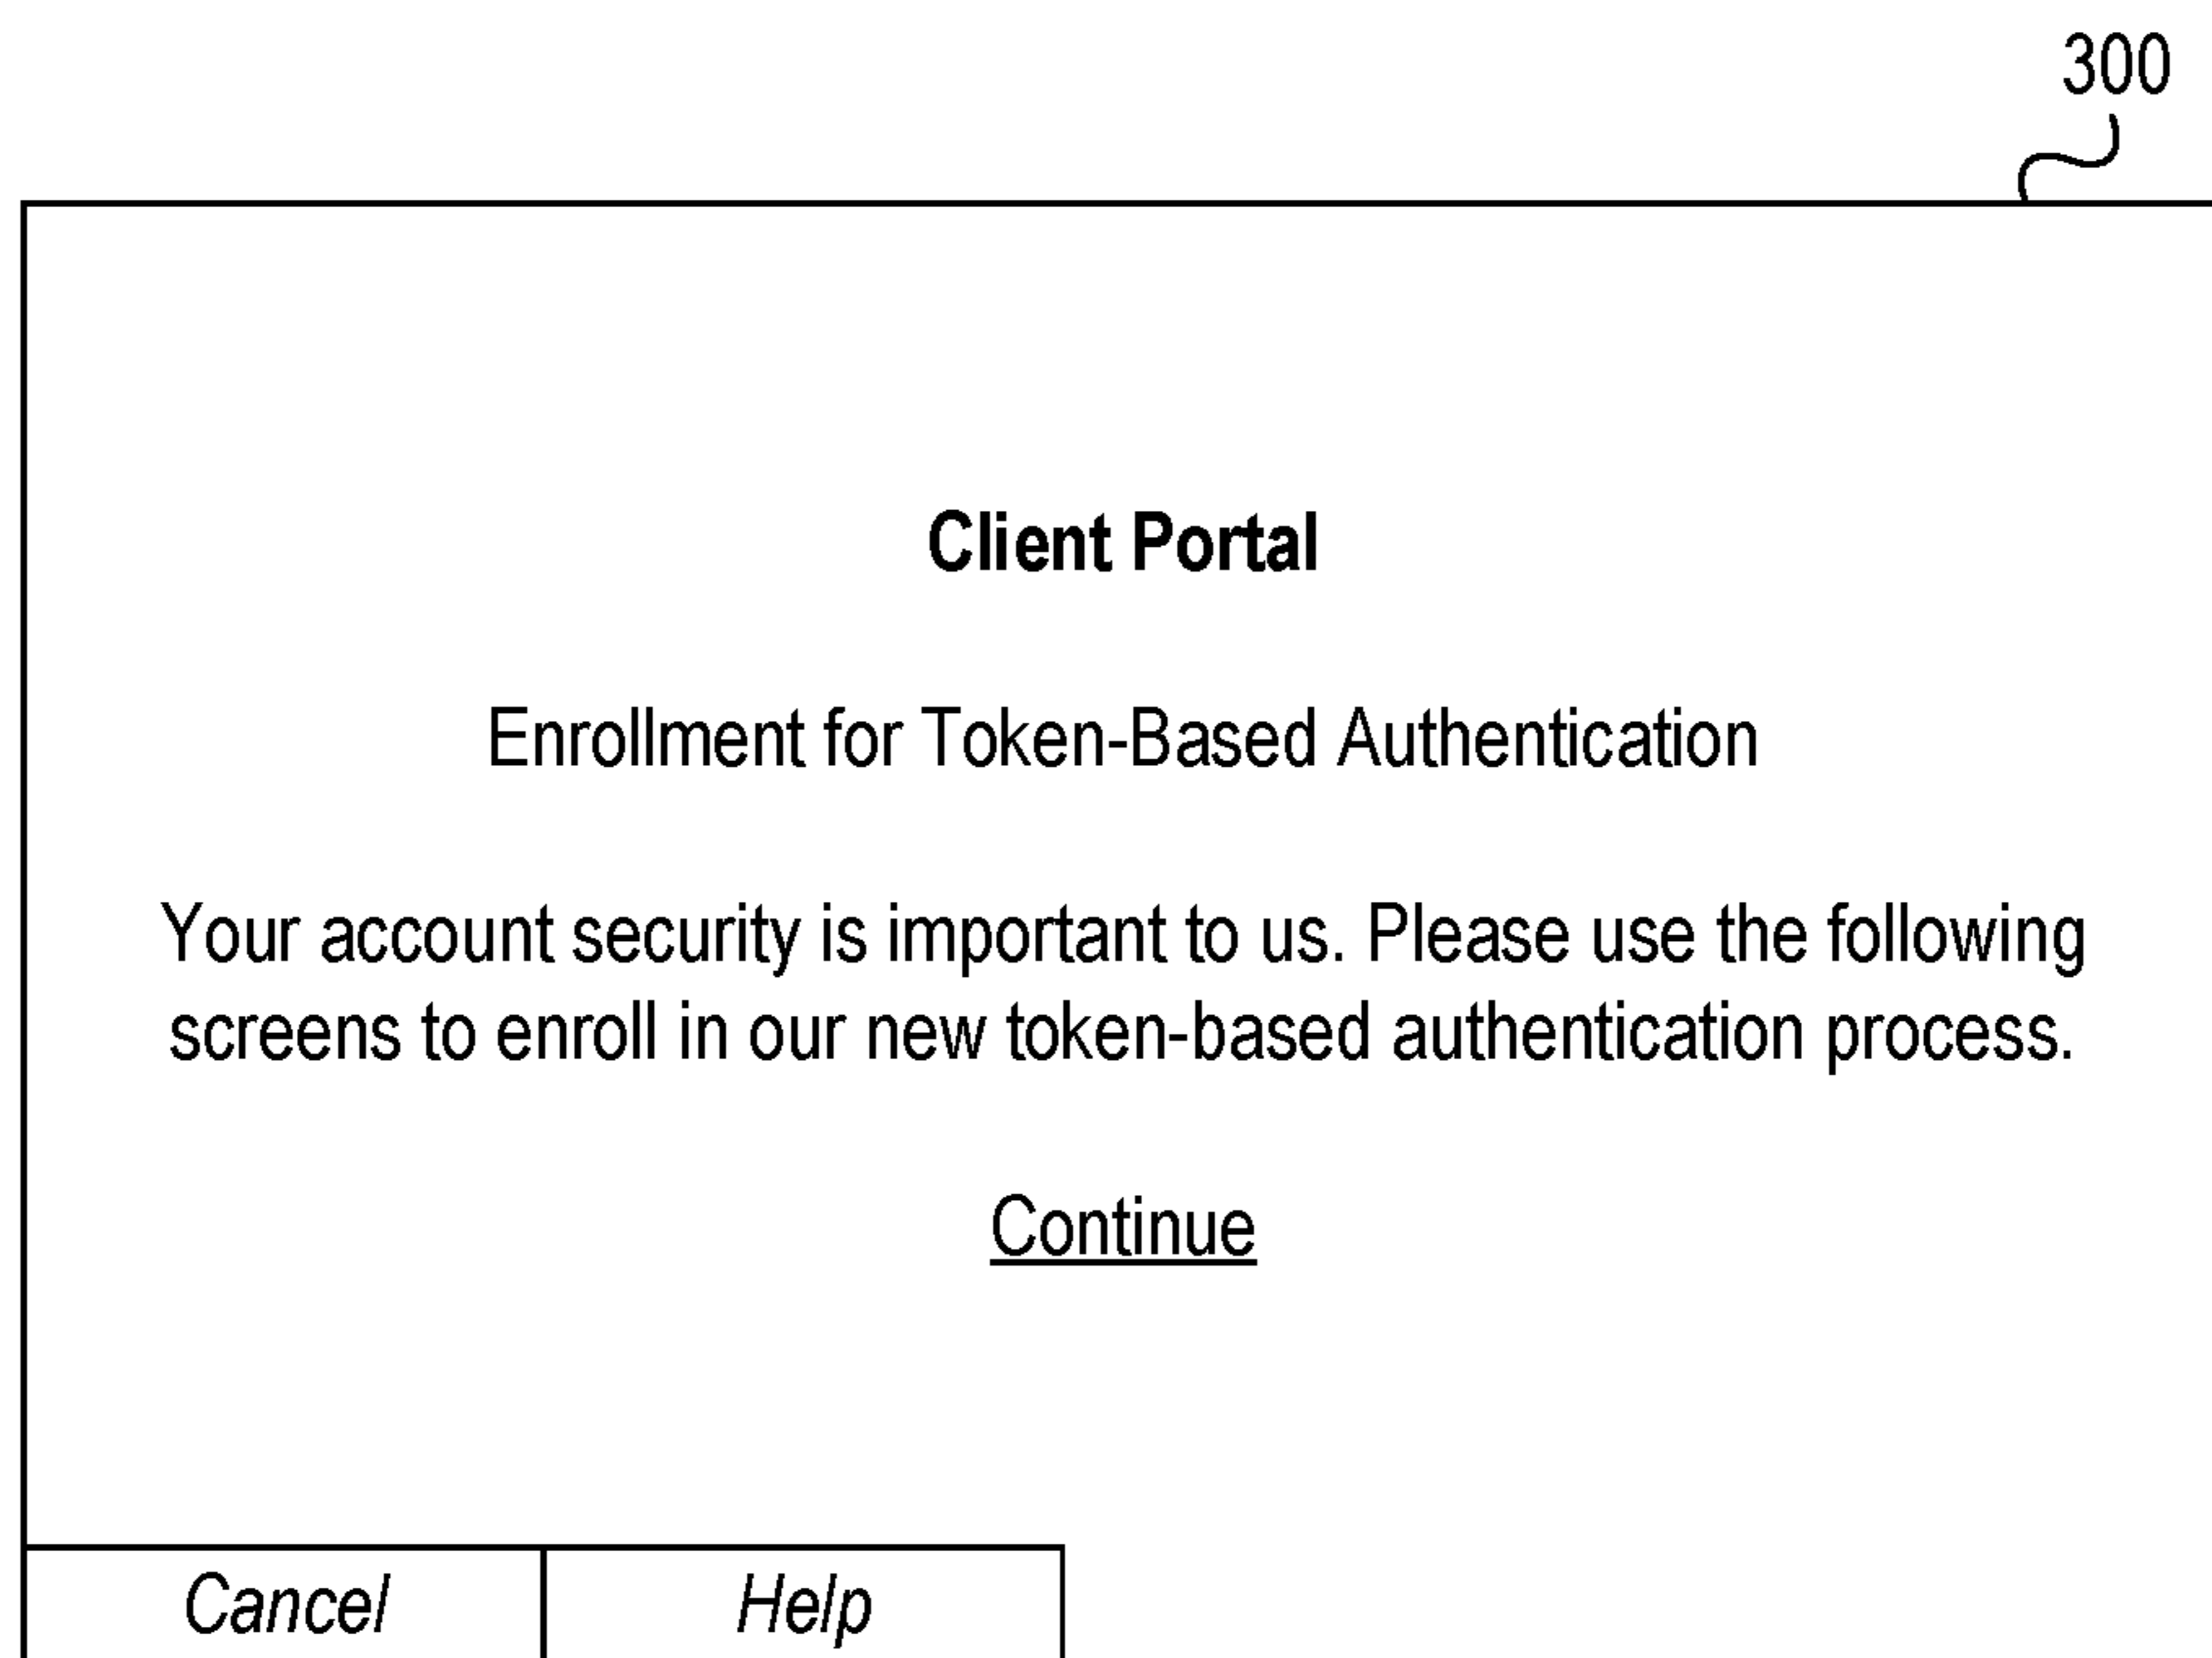 300
Client Portal
Enrollment for Token-Based Authentication
Your account security is important to us. Please use the following
screens to enroll in our new token-based authentication process.
Continue
Cancel
Help